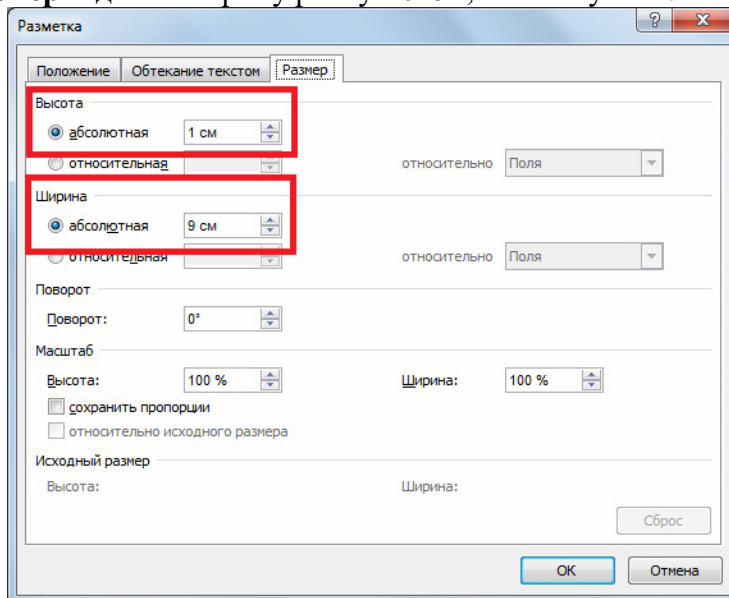 Разметка
Положение Обтекание текстом Размер
Высота
абсолютная 1 см
относительная относительно Поля
Ширина
абсолютная 9 см
относительная относительно Поля
Поворот
Поворот: 0°
Масштаб
Высота: 100 % Ширина: 100 %
сохранить пропорции
относительно исходного размера
Исходный размер
Высота: Ширина:
Сброс
ОК Отмена